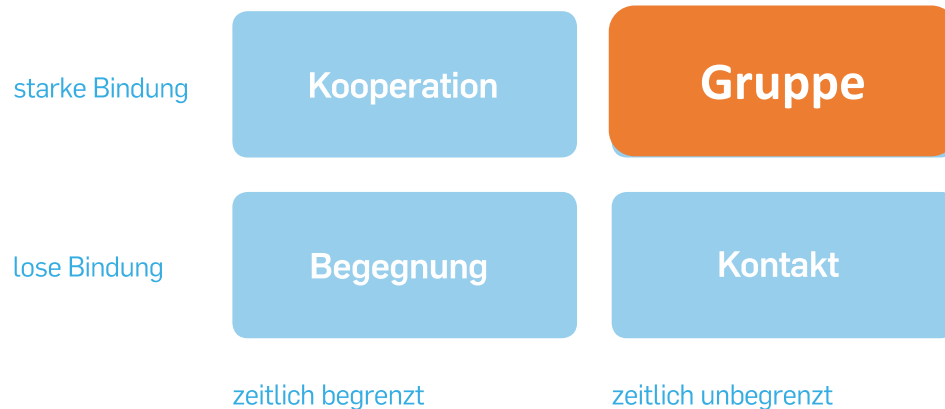 starke Bindung
Kooperation
Gruppe
lose Bindung
Begegnung
Kontakt
zeitlich begrenzt
zeitlich unbegrenzt